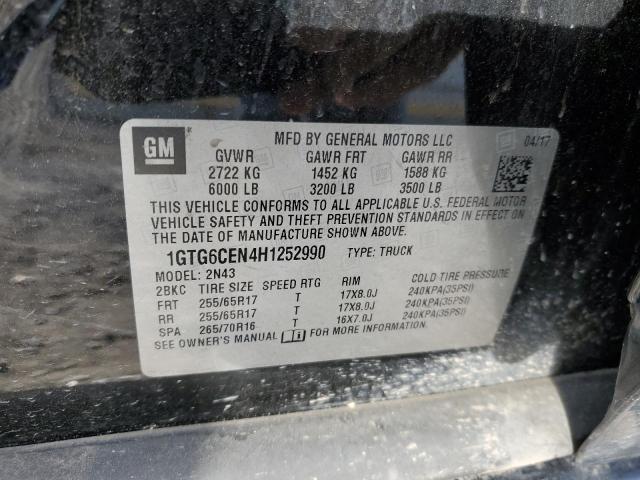 GM
MFD BY GENERAL MOTORS LLC 04/17
GVWR GAWR FRT GAWR RR
2722 KG 1452 KG 1588 KG
6000 LB 3200 LB 3500 LB
THIS VEHICLE CONFORMS TO ALL APPLICABLE U.S. FEDERAL MOTOR
VEHICLE SAFETY AND THEFT PREVENTION STANDARDS IN EFFECT ON
THE DATE OF MANUFACTURE SHOWN ABOVE.
1GTG6CEN4H1252990 TYPE: TRUCK
MODEL: 2N43
2BKC TIRE SIZE SPEED RTG RIM COLD TIRE PRESSURE
FRT 255/65R17 T 17X8.0J 240KPA(35PSI)
RR 255/65R17 T 17X8.0J 240KPA(35PSI)
SPA 265/70R16 T 16X7.0J 240KPA(35PSI)
SEE OWNER'S MANUAL FOR MORE INFORMATION.